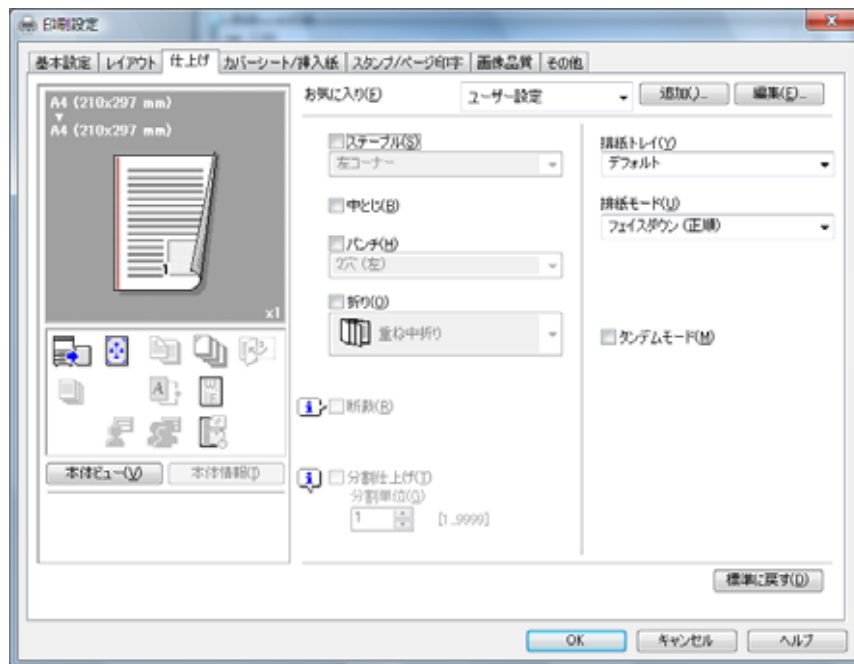 印刷設定
基本設定 レイアウト 仕上げ カバーシート/挿入紙 スタンプ/ページ印字 画像品質 その他
A4 (210x297 mm)
A4 (210x297 mm)
1
x1
本体ビュー(V) 本体情報(I)
お気に入り(E) ユーザー設定 追加(.)... 編集(E)...
ステープル(S)
左コーナー
中とじ(B)
パンチ(H)
2穴 (左)
折り(O)
重ね中折り
断裁(R)
分割仕上げ(T)
分割単位(Q)
1 [1..9999]
排紙トレイ(Y)
デフォルト
排紙モード(U)
フェイスダウン (正順)
タンデムモード(M)
標準に戻す(D)
OK キャンセル ヘルプ